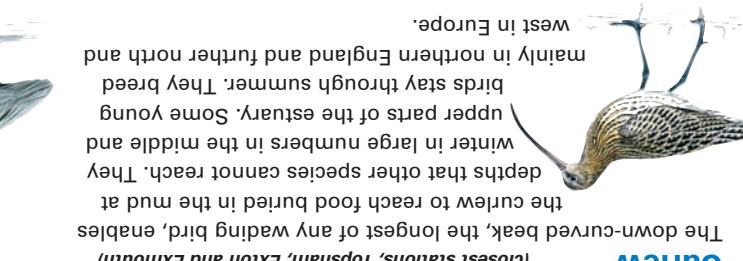 Curlew (closest stations, Topsham, Exton and Exmouth)
The down-curved beak, the longest of any wading bird, enables
the curlew to reach food buried in the mud at
depths that other species cannot reach. They
winter in large numbers in the middle and
upper parts of the estuary. Some young
birds stay through summer. They breed
mainly in northern England and further north and
west in Europe.